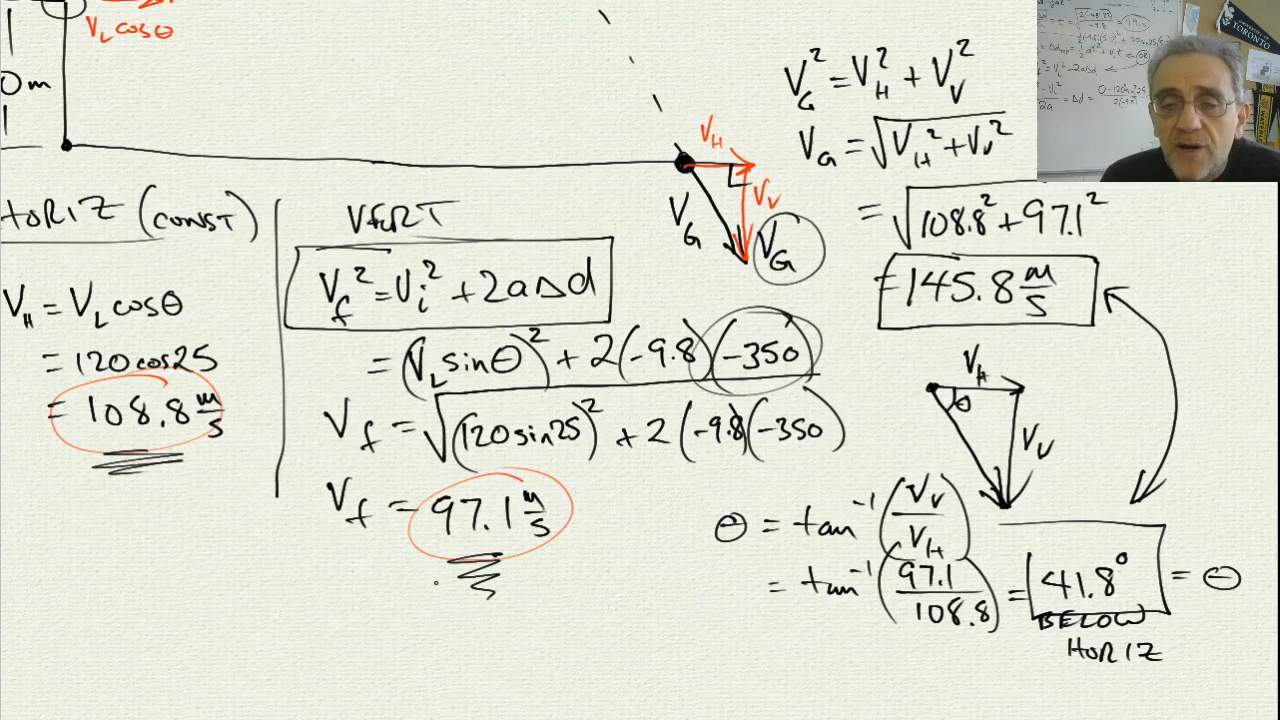 V_L cosθ
0m
HORIZ (CONST)
V_H = V_L cosθ
= 120 cos25
= 108.8 m/s
VERT
V_f² = V_i² + 2aΔd
= (V_L sinθ)² + 2(-9.8)(-350)
V_f = √(120 sin25)² + 2(-9.8)(-350)
V_f = 97.1 m/s
V_H
V_V
V_G
V_G
V_G² = V_H² + V_V²
V_G = √V_H² + V_V²
= √108.8² + 97.1²
= 145.8 m/s
V_H
θ
V_V
θ = tan⁻¹(V_V/V_H)
= tan⁻¹(97.1/108.8) = 41.8° = θ
BELOW
HORIZ
TORONTO